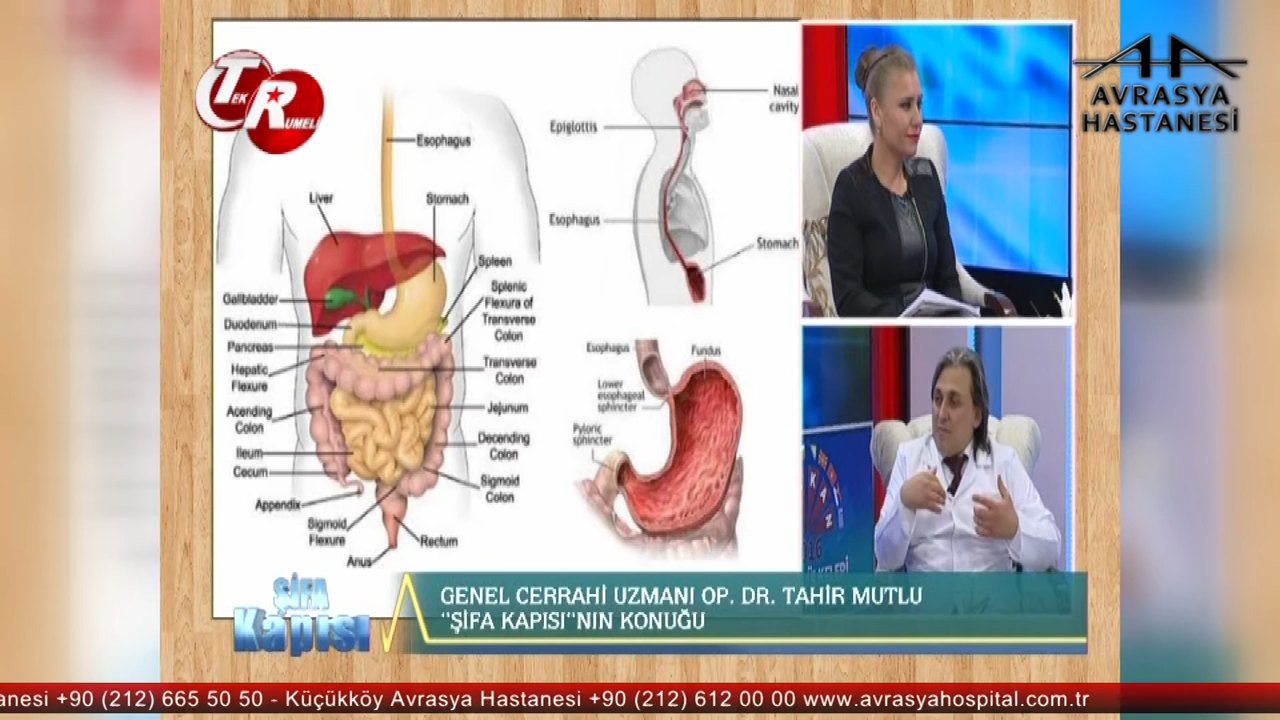 TEK
RUMELİ
AVRASYA
HASTANESİ
Esophagus
Liver
Stomach
Spleen
Splenic
Flexura of
Transverse
Colon
Gallbladder
Duodenum
Pancreas
Hepatic
Flexure
Transverse
Colon
Acending
Colon
Jejunum
Ileum
Decending
Colon
Cecum
Sigmoid
Colon
Appendix
Sigmoid
Flexure
Rectum
Anus
Nasal
cavity
Epiglottis
Esophagus
Stomach
Esophagus
Fundus
Lower
esophageal
sphincter
Pyloric
sphincter
ŞİFA
Kapısı
GENEL CERRAHİ UZMANI OP. DR. TAHİR MUTLU
"ŞİFA KAPISI"NIN KONUĞU
anesi +90 (212) 665 50 50 - Küçükköy Avrasya Hastanesi +90 (212) 612 00 00 www.avrasyahospital.com.tr